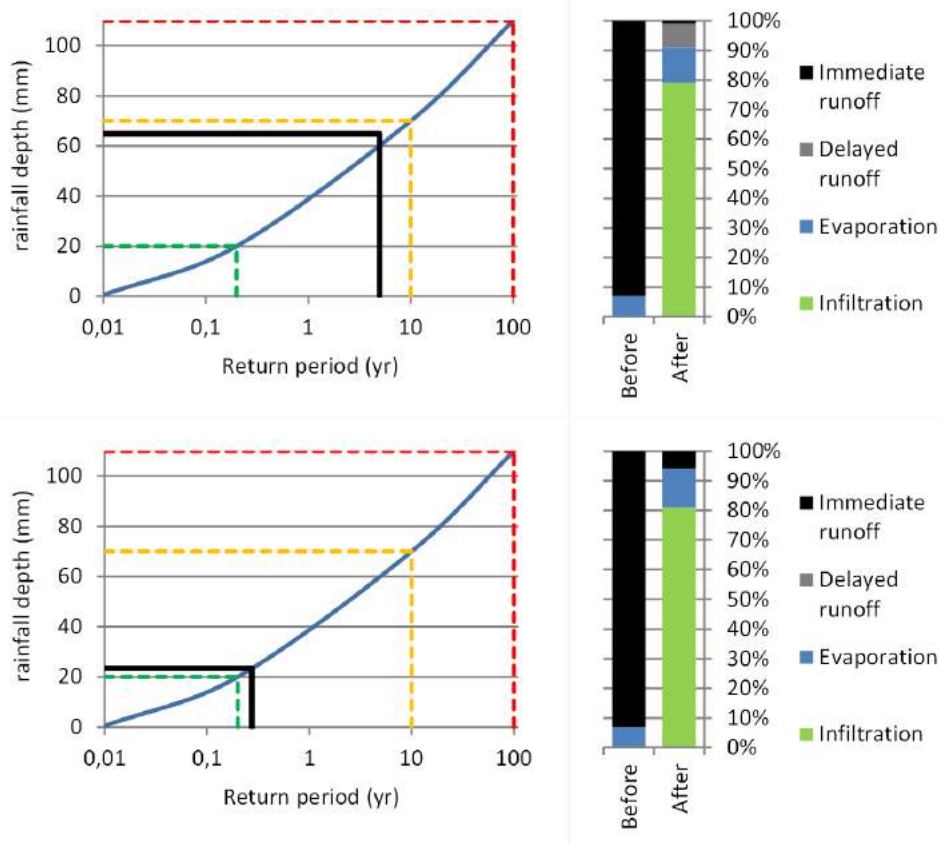 rainfall depth (mm)
100
80
60
40
20
0
0,01
0,1
1
10
100
Return period (yr)
100%
90%
80%
70%
60%
50%
40%
30%
20%
10%
0%
Before
After
Immediate
runoff
Delayed
runoff
Evaporation
Infiltration
rainfall depth (mm)
100
80
60
40
20
0
0,01
0,1
1
10
100
Return period (yr)
100%
90%
80%
70%
60%
50%
40%
30%
20%
10%
0%
Before
After
Immediate
runoff
Delayed
runoff
Evaporation
Infiltration